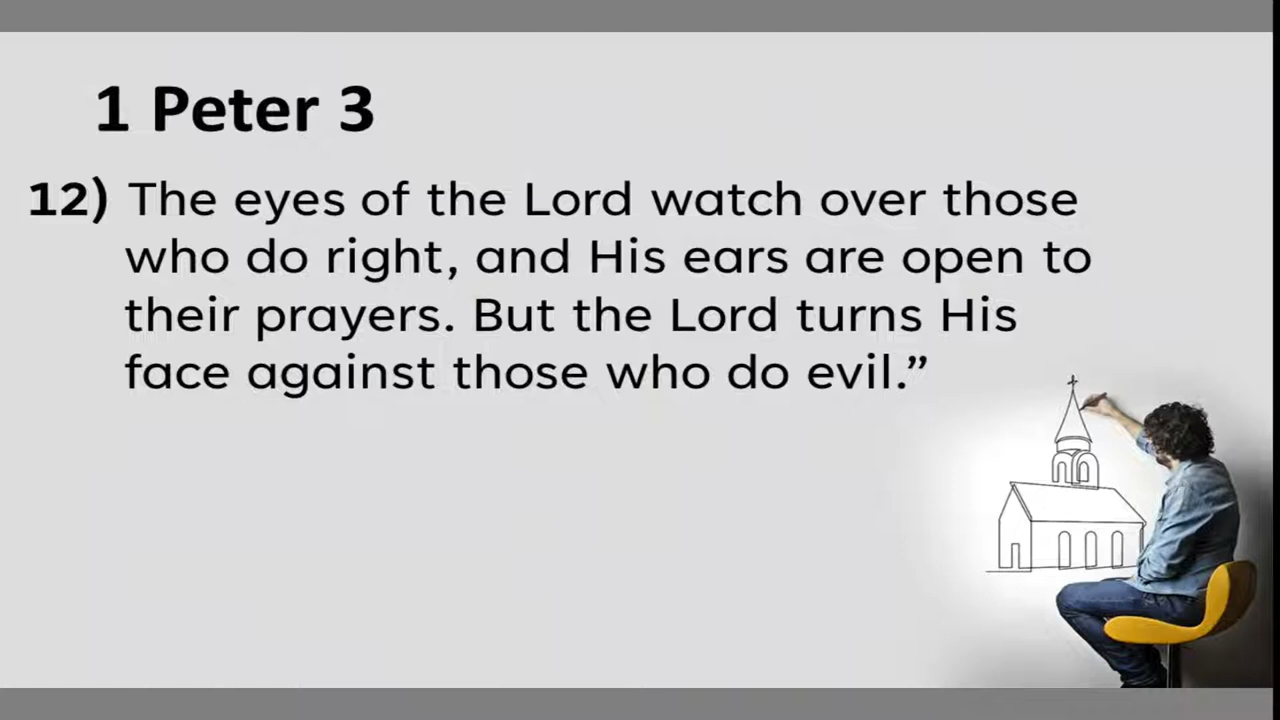 1 Peter 3
12) The eyes of the Lord watch over those
who do right, and His ears are open to
their prayers. But the Lord turns His
face against those who do evil.”